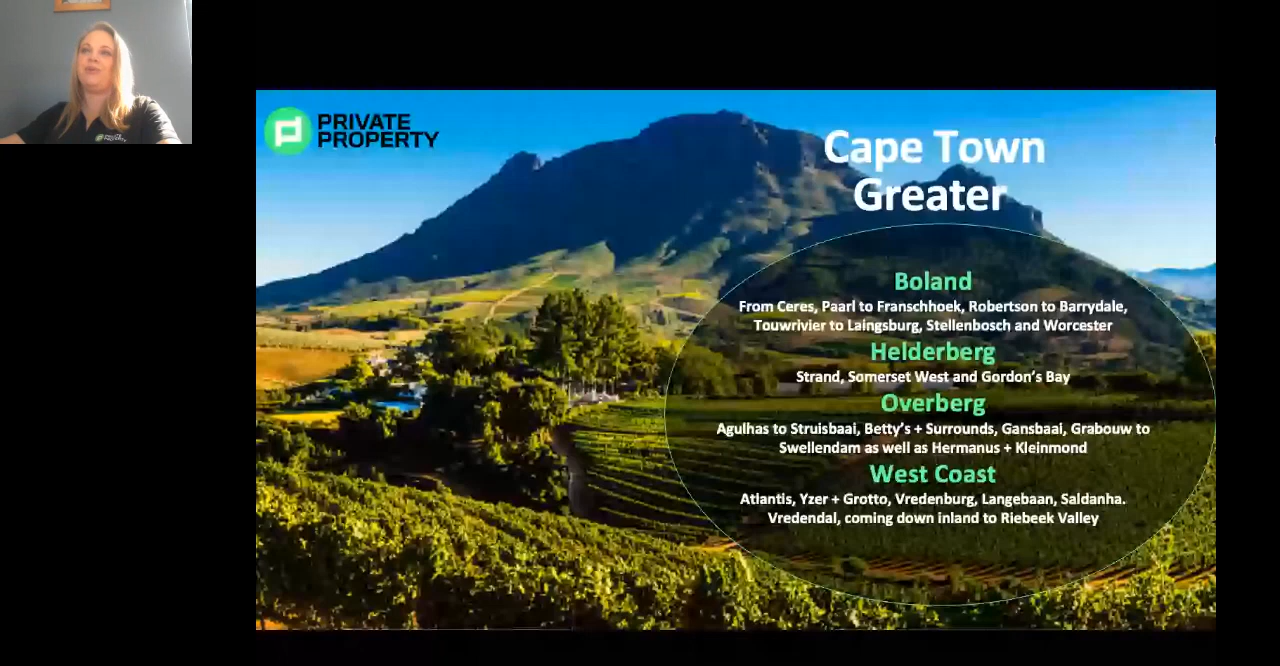 PRIVATE
PROPERTY
Cape Town
Greater
Boland
From Ceres, Paarl to Franschhoek, Robertson to Barrydale,
Touwrivier to Laingsburg, Stellenbosch and Worcester
Helderberg
Strand, Somerset West and Gordon's Bay
Overberg
Agulhas to Struisbaai, Betty's + Surrounds, Gansbaai, Grabouw to
Swellendam as well as Hermanus + Kleinmond
West Coast
Atlantis, Yzer + Grotto, Vredenburg, Langebaan, Saldanha.
Vredendal, coming down inland to Riebeek Valley
PRIVATE
PROPERTY